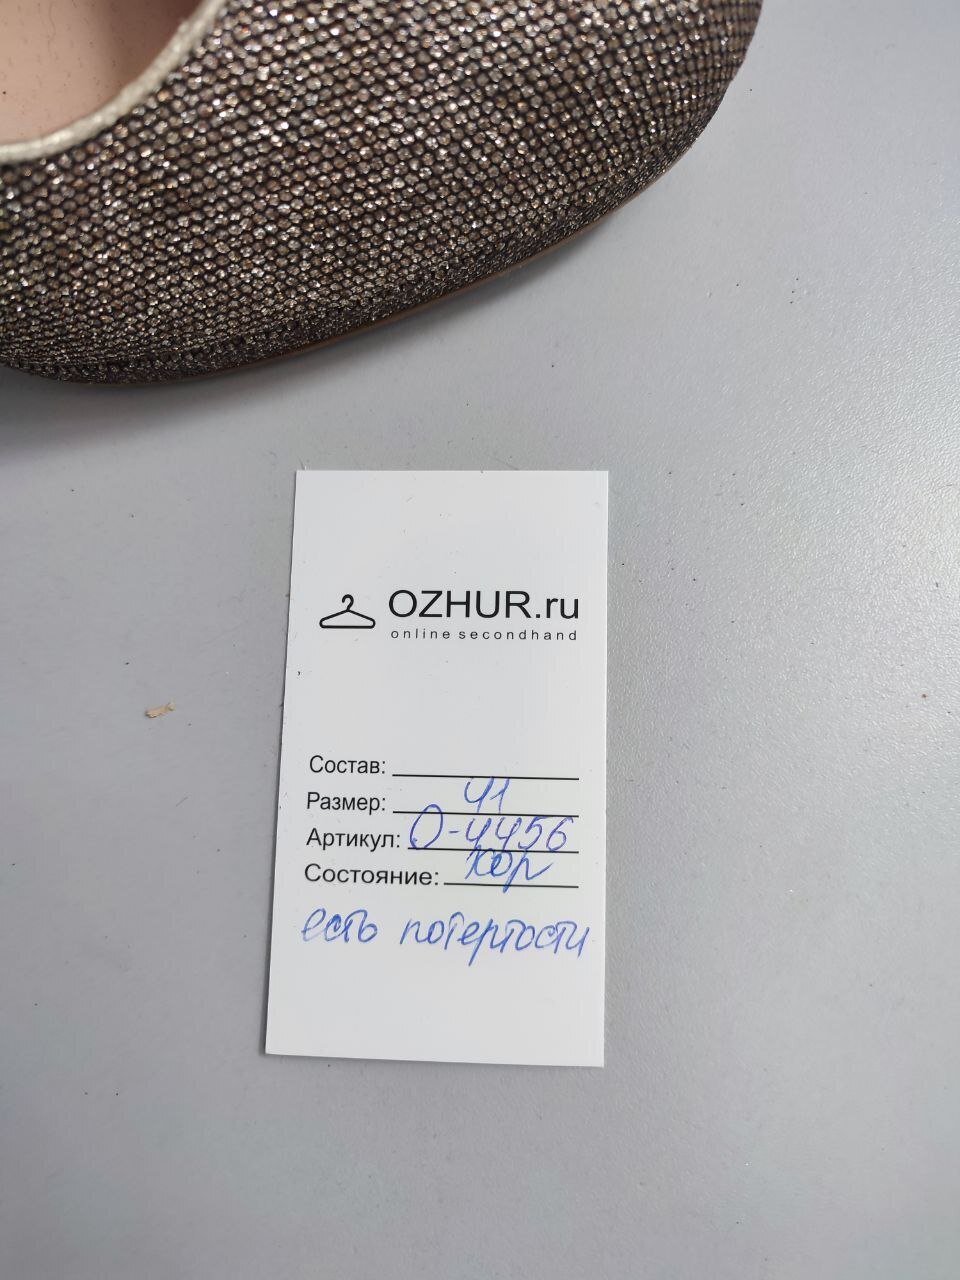 OZHUR.ru
online secondhand
Состав:
Размер: 41
Артикул: О-4456
Состояние: хор
есть потертости